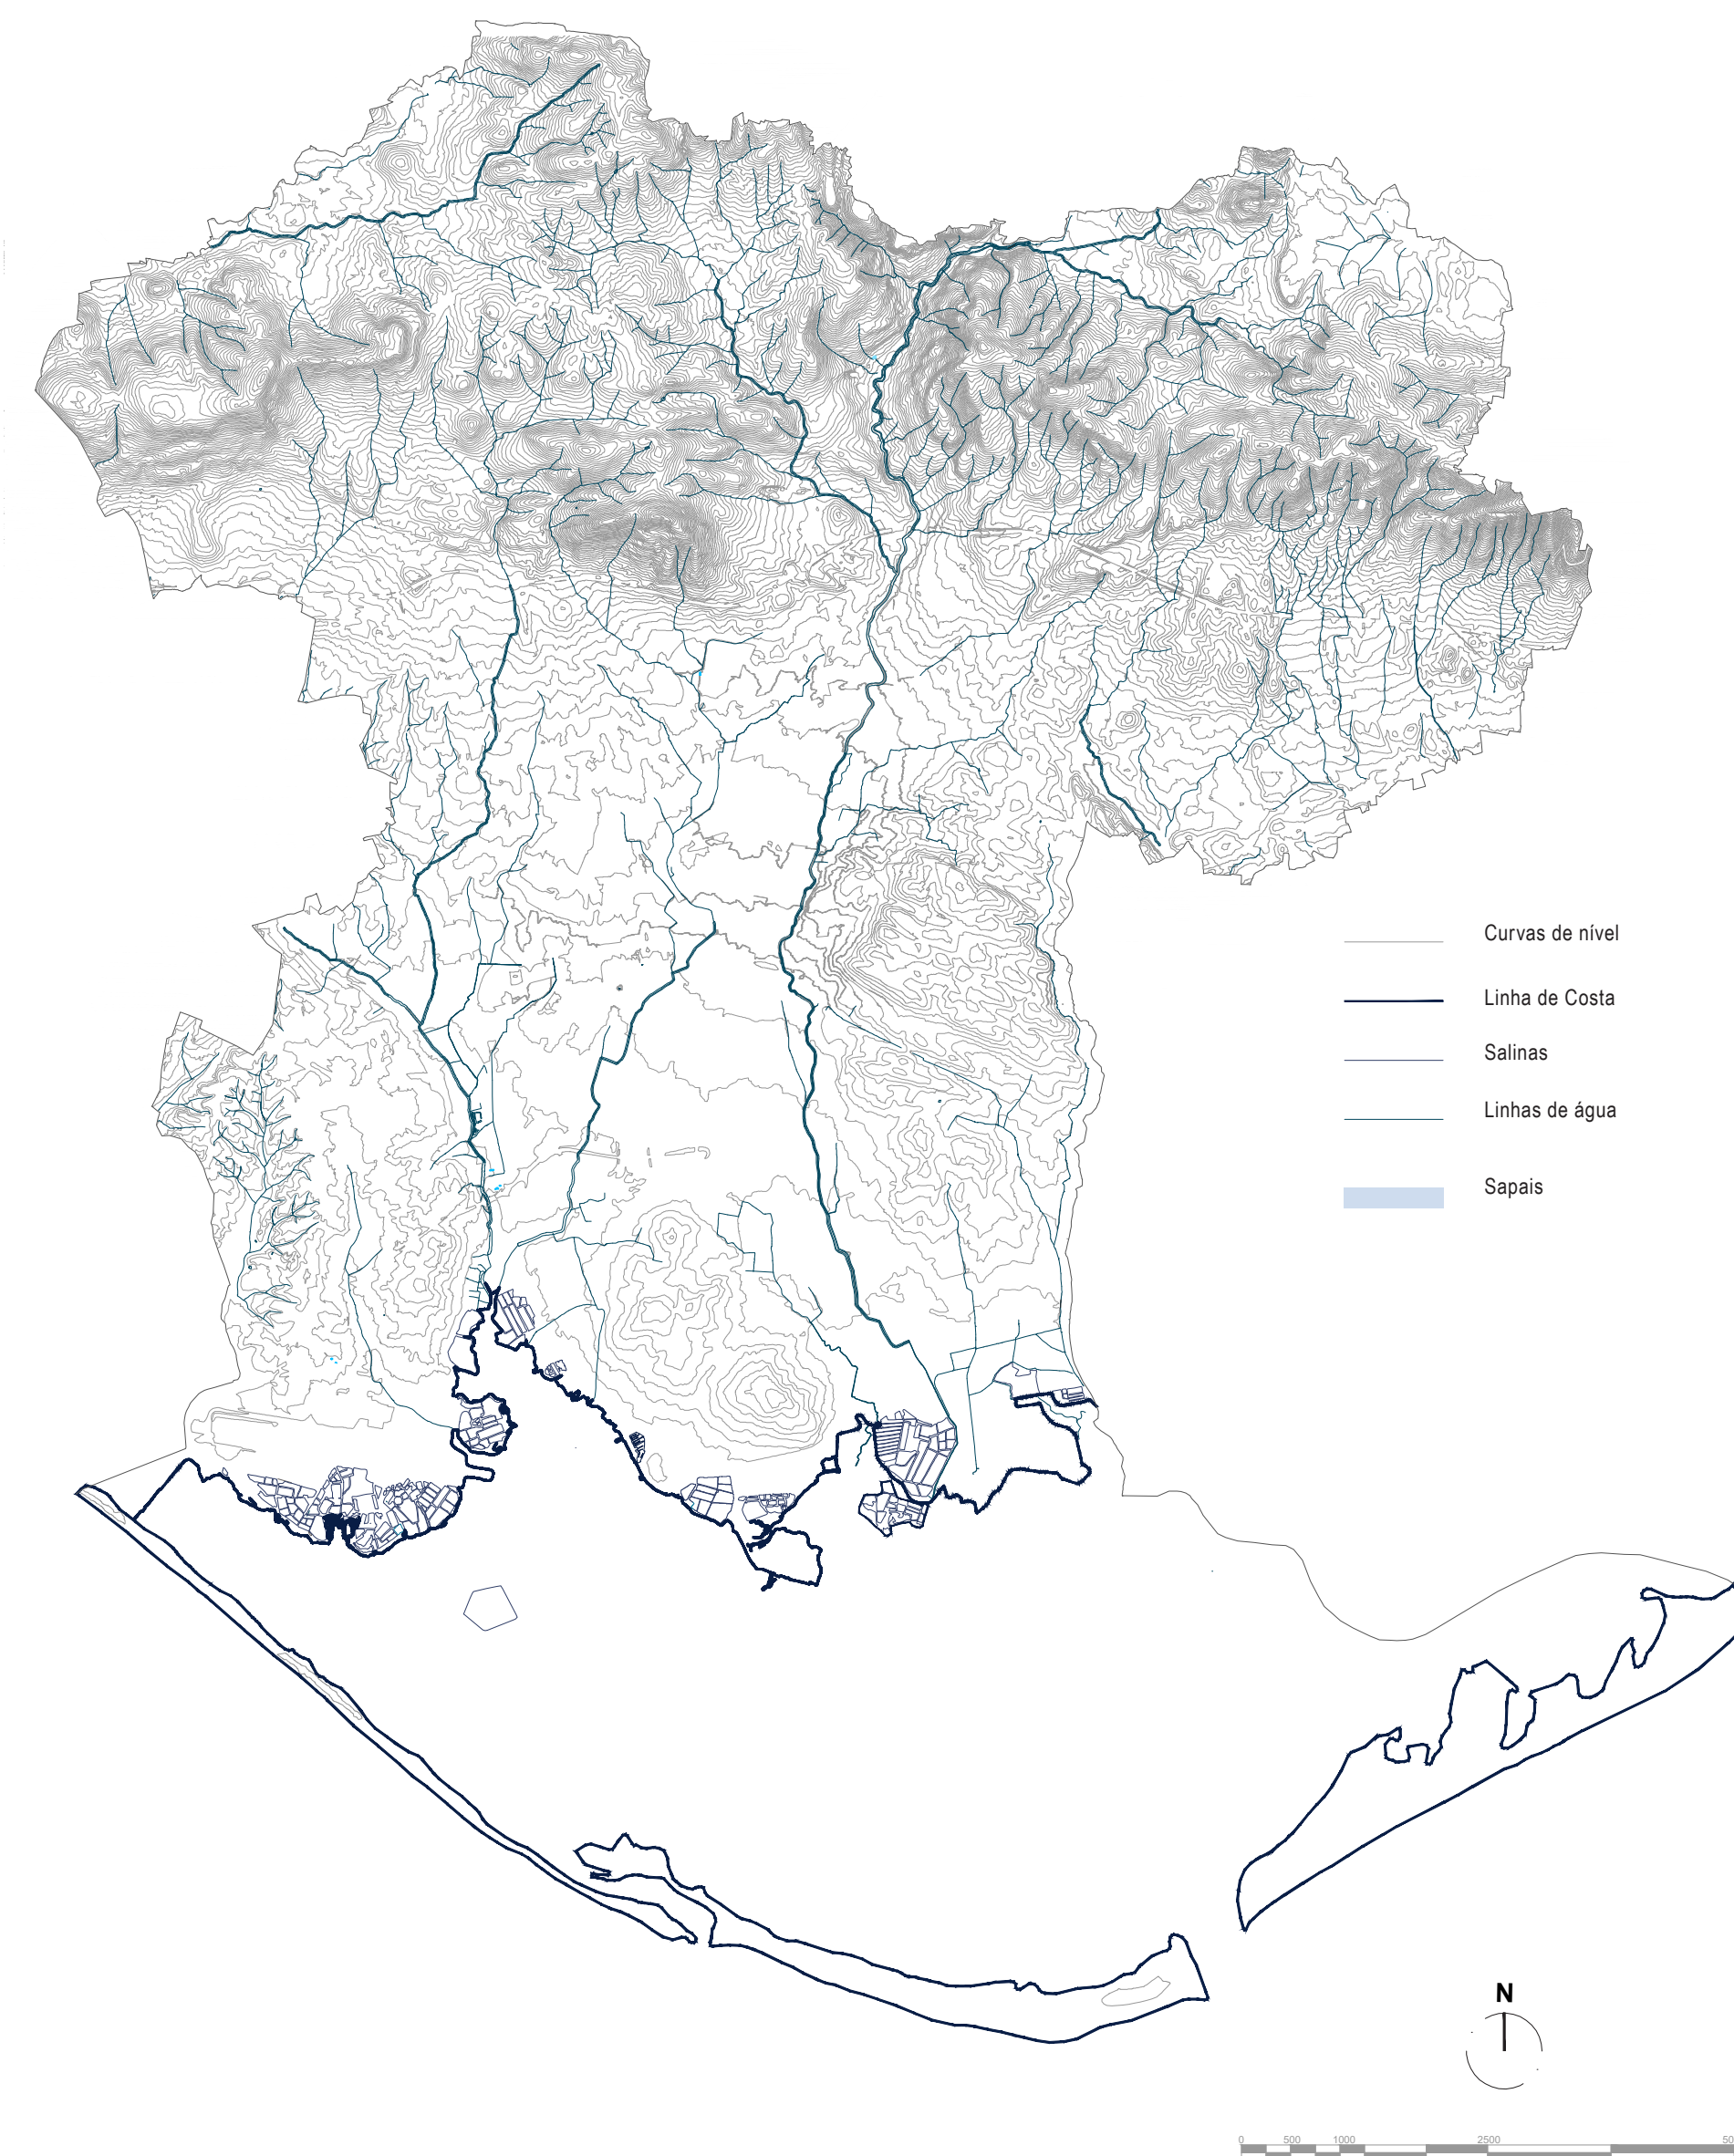 Curvas de nível
Linha de Costa
Salinas
Linhas de água
Sapais
N
0 500 1000 2500